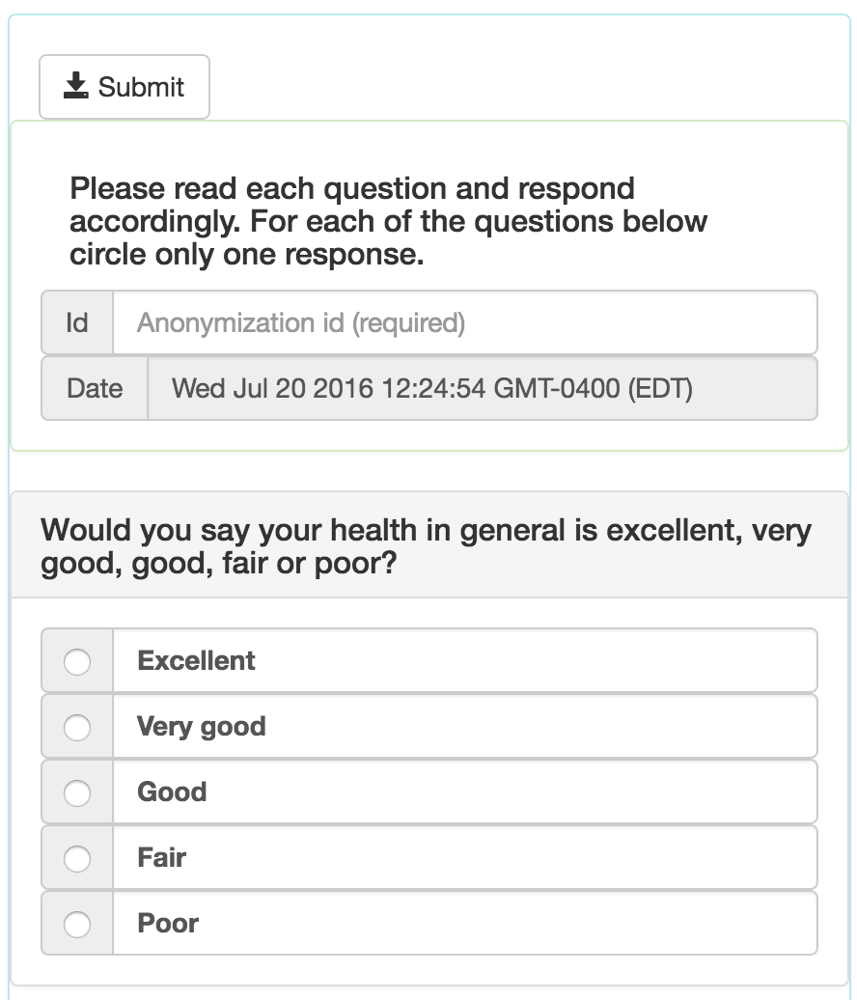 Submit
Please read each question and respond
accordingly. For each of the questions below
circle only one response.
Id Anonymization id (required)
Date Wed Jul 20 2016 12:24:54 GMT-0400 (EDT)
Would you say your health in general is excellent, very
good, good, fair or poor?
Excellent
Very good
Good
Fair
Poor